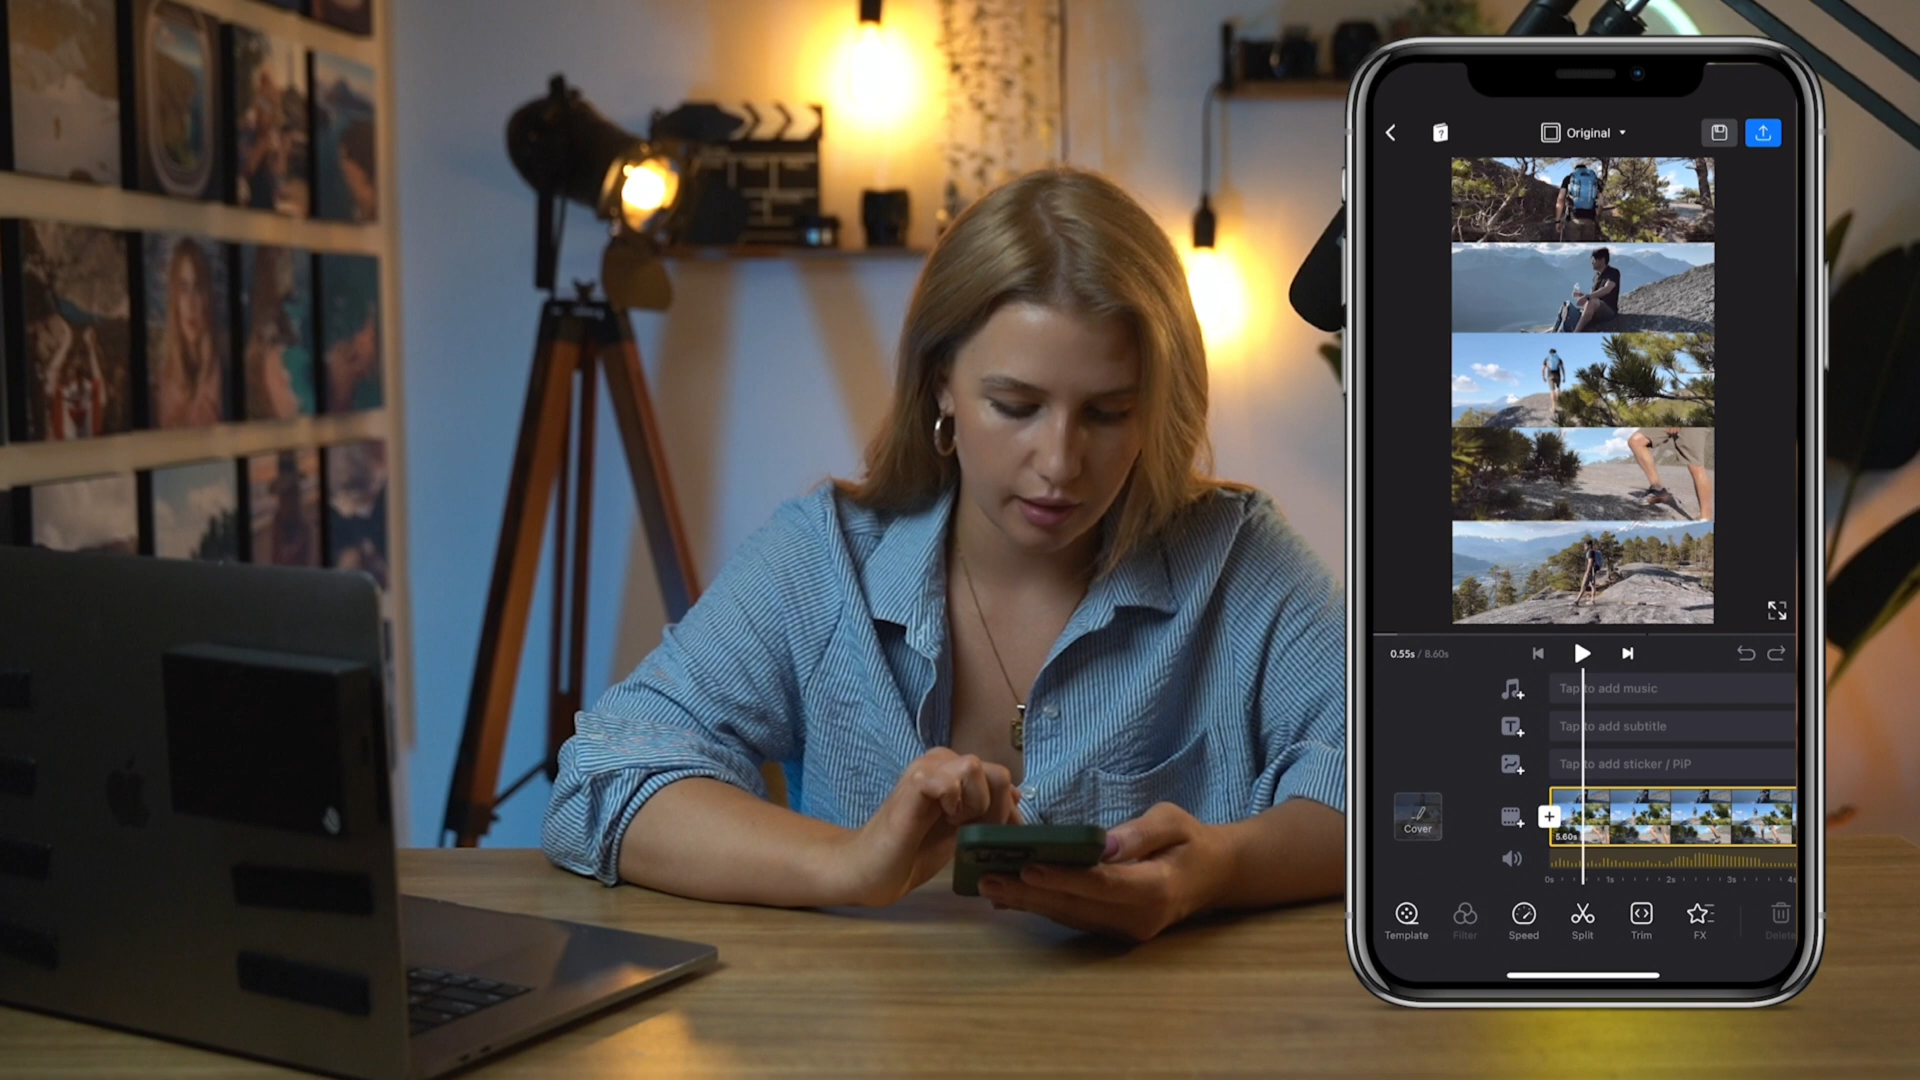 Original
0.55s / 8.60s
Tap to add music
Tap to add subtitle
Tap to add sticker / PiP
Cover
5.60s
0s 1s 2s 3s 4s
Template Filter Speed Split Trim FX Delete